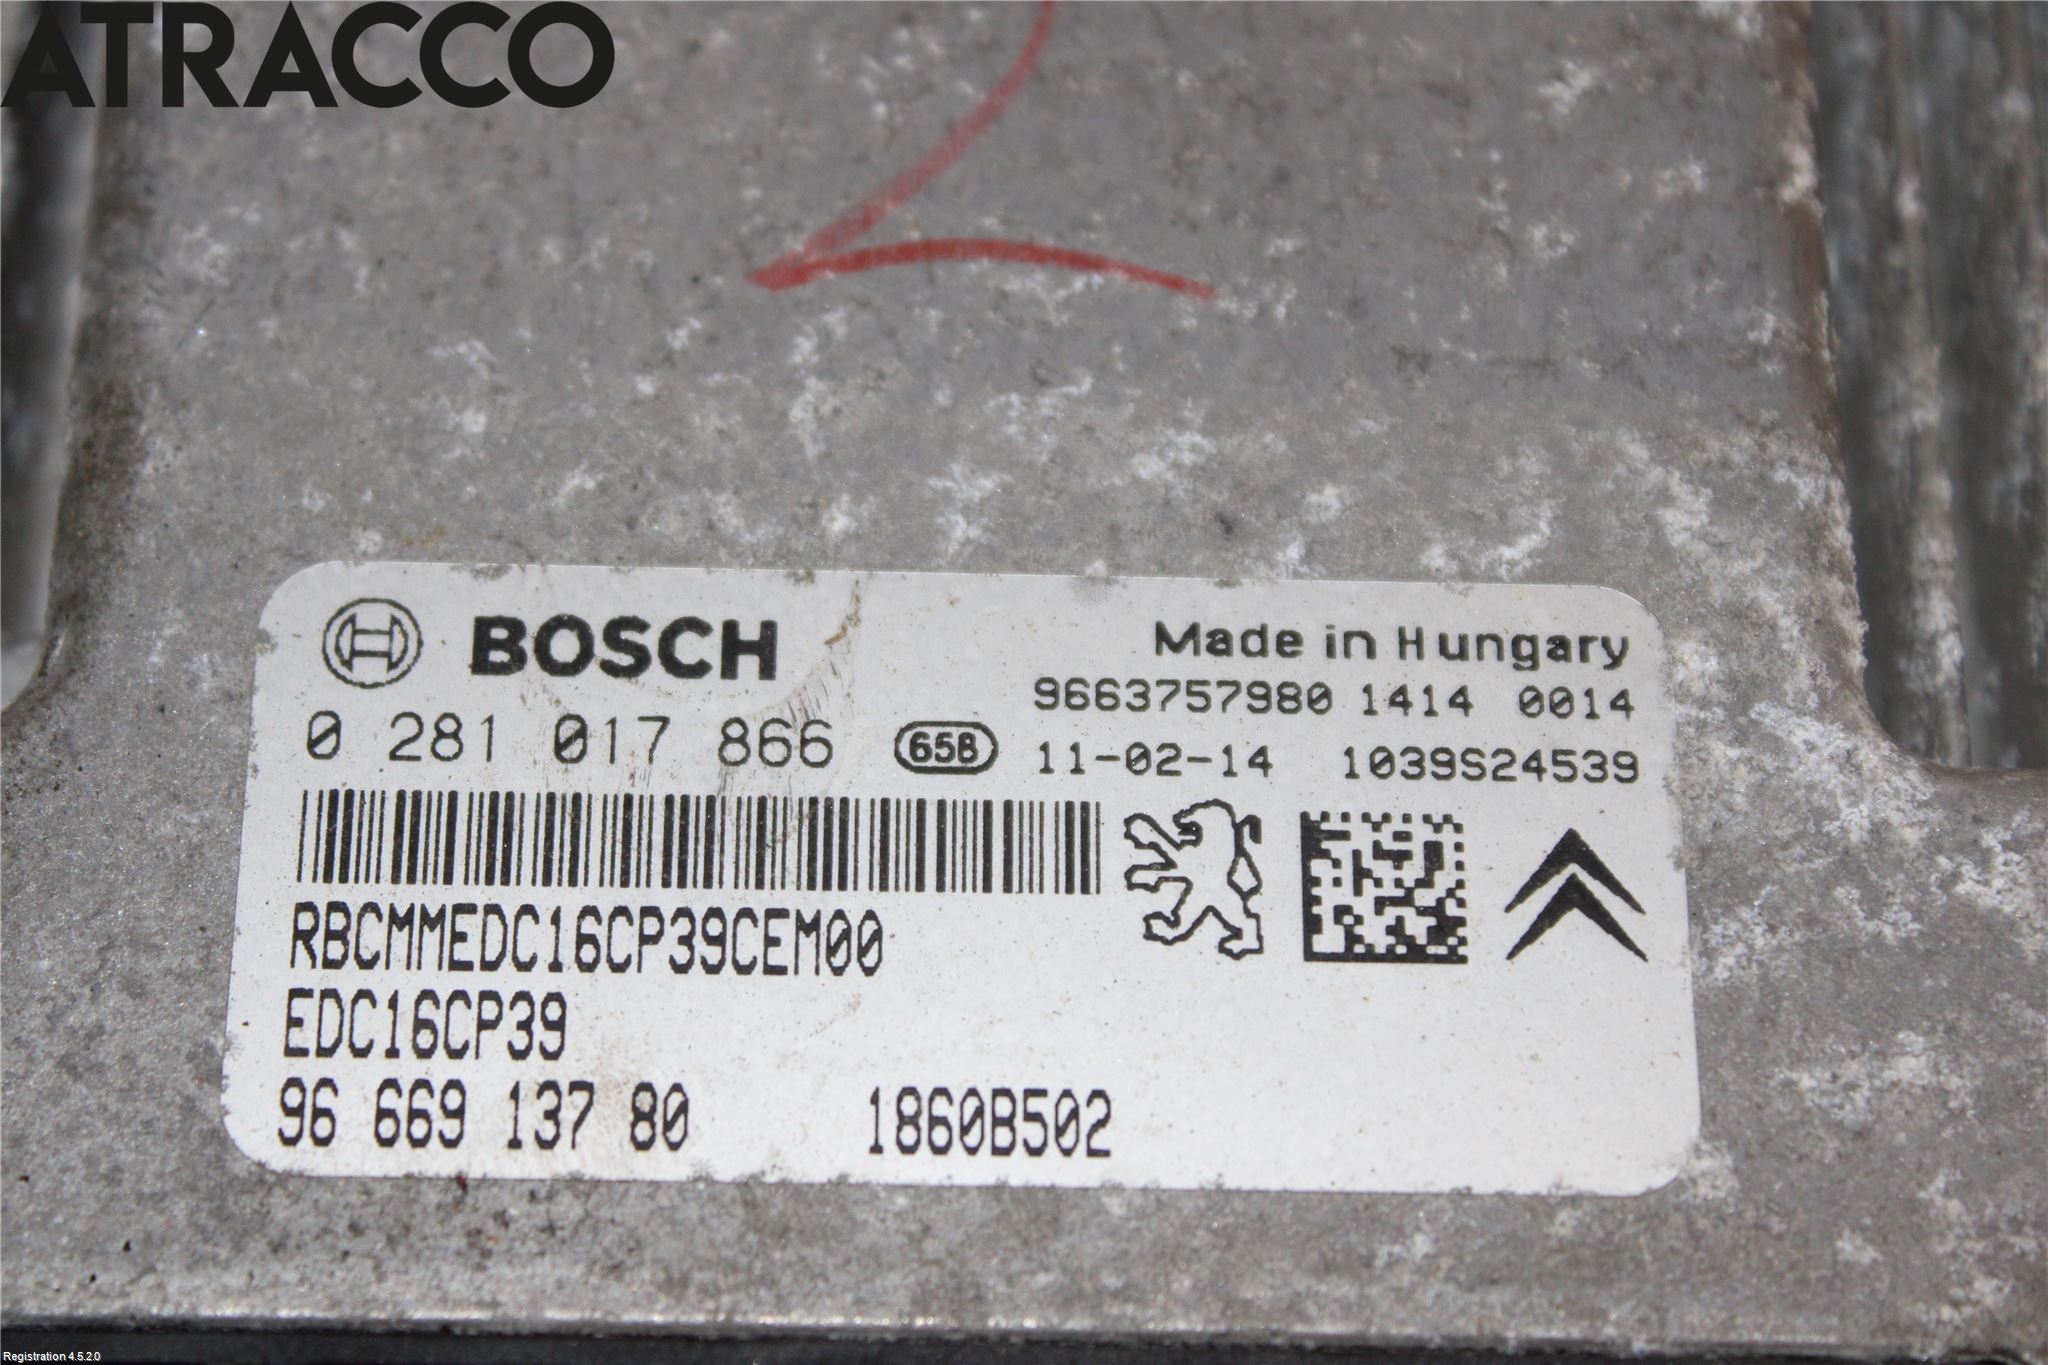 ATRACCO
2
BOSCH
Made in Hungary
9663757980 1414 0014
0 281 017 866 65B
11-02-14 1039S24539
RBCMMEDC16CP39CEM00
EDC16CP39
96 669 137 80 1860B502
Registration 4.5.2.0